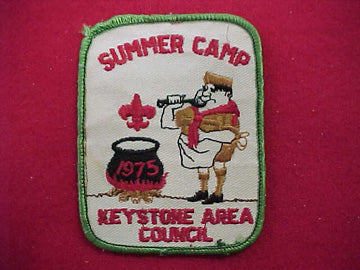 SUMMER CAMP
1975
KEYSTONE AREA
COUNCIL